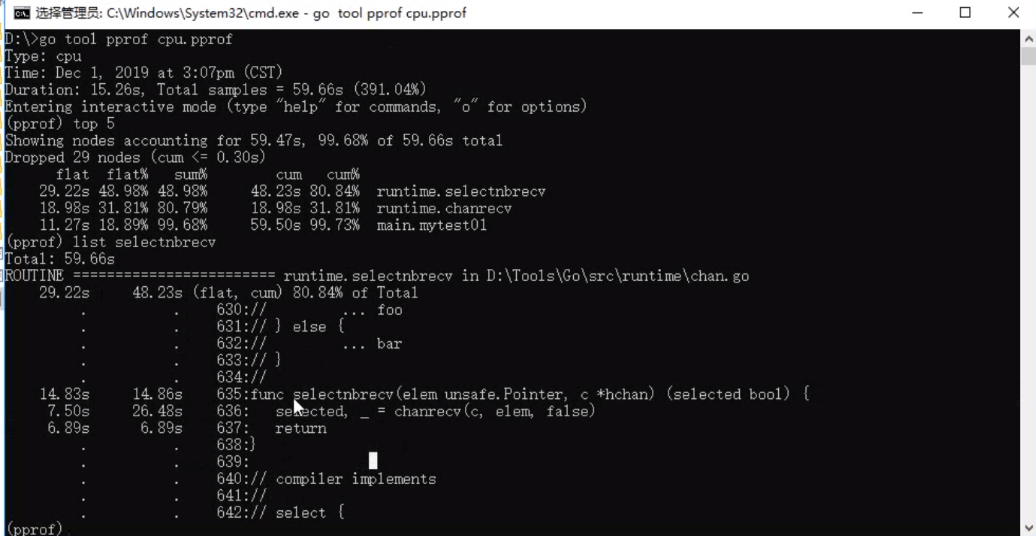 选择管理员: C:\Windows\System32\cmd.exe - go  tool pprof cpu.pprof
D:\>go tool pprof cpu.pprof
Type: cpu
Time: Dec 1, 2019 at 3:07pm (CST)
Duration: 15.26s, Total samples = 59.66s (391.04%)
Entering interactive mode (type "help" for commands, "o" for options)
(pprof) top 5
Showing nodes accounting for 59.47s, 99.68% of 59.66s total
Dropped 29 nodes (cum <= 0.30s)
      flat  flat%   sum%        cum   cum%
    29.22s 48.98% 48.98%     48.23s 80.84%  runtime.selectnbrecv
    18.98s 31.81% 80.79%     18.98s 31.81%  runtime.chanrecv
    11.27s 18.89% 99.68%     59.50s 99.73%  main.mytest01
(pprof) list selectnbrecv
Total: 59.66s
ROUTINE ======================== runtime.selectnbrecv in D:\Tools\Go\src\runtime\chan.go
    29.22s     48.23s (flat, cum) 80.84% of Total
         .          .    630://         ... foo
         .          .    631:// } else {
         .          .    632://         ... bar
         .          .    633:// }
         .          .    634://
    14.83s     14.86s    635:func selectnbrecv(elem unsafe.Pointer, c *hchan) (selected bool) {
     7.50s     26.48s    636:   selected, _ = chanrecv(c, elem, false)
     6.89s      6.89s    637:   return
         .          .    638:}
         .          .    639:
         .          .    640:// compiler implements
         .          .    641://
         .          .    642:// select {
(pprof)